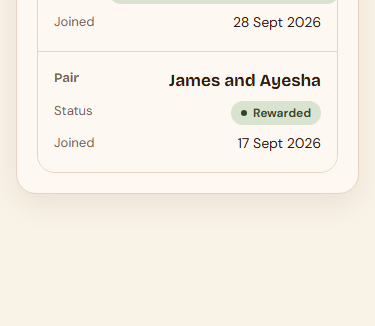 Joined 28 Sept 2026
Pair James and Ayesha
Status Rewarded
Joined 17 Sept 2026